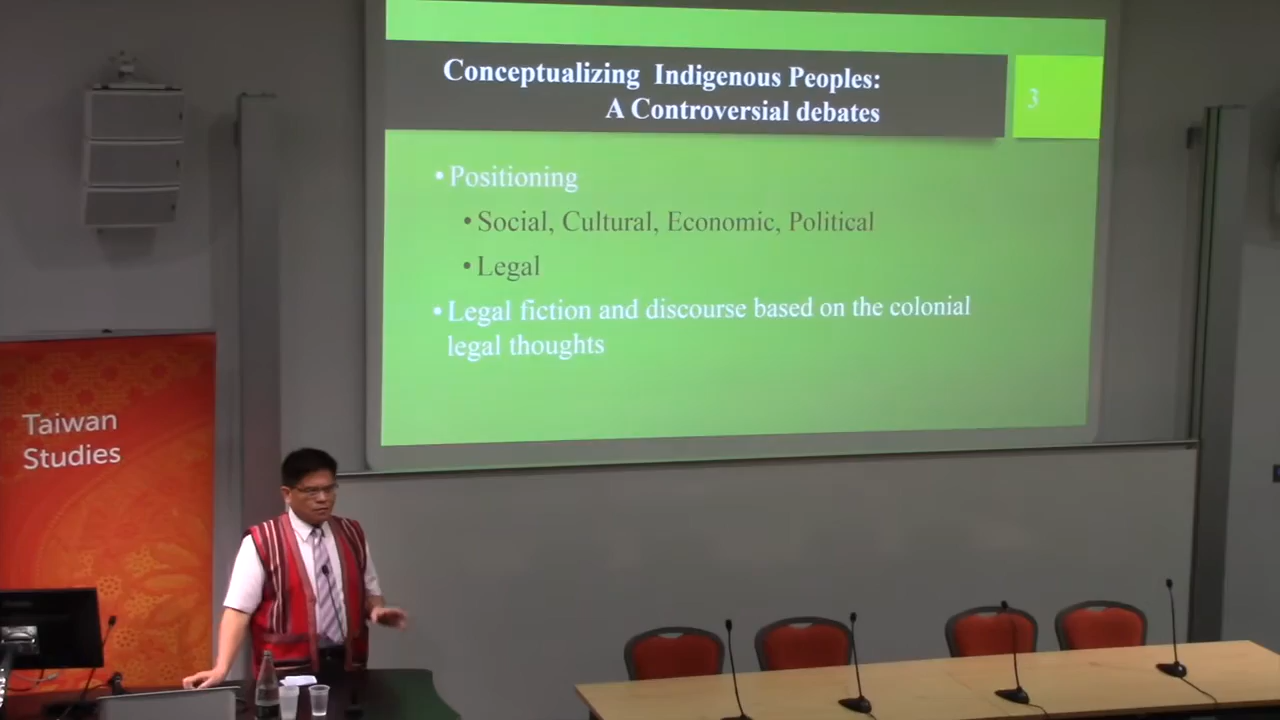 Conceptualizing Indigenous Peoples:
A Controversial debates
3
• Positioning
• Social, Cultural, Economic, Political
• Legal
• Legal fiction and discourse based on the colonial
legal thoughts
Taiwan
Studies